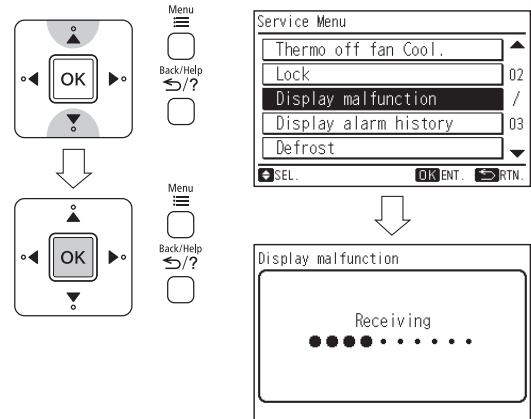 Menu
OK
Back/Help
?
Menu
OK
Back/Help
?
Service Menu
Thermo off fan Cool.
Lock
02
Display malfunction
/
Display alarm history
03
Defrost
SEL.
OK ENT.
RTN.
Display malfunction
Receiving